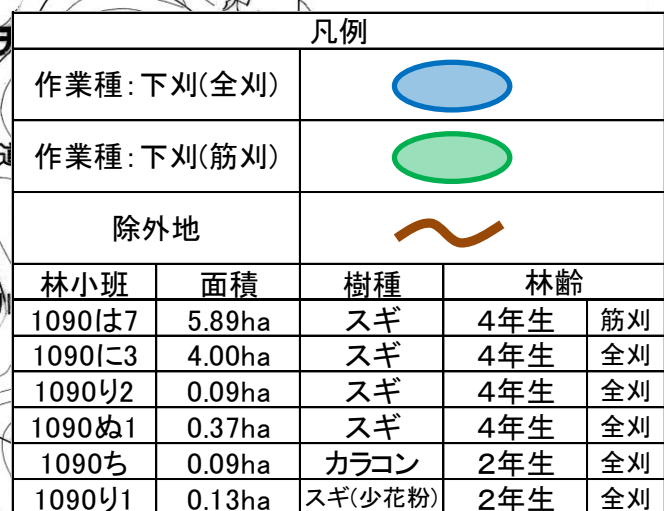 凡例
作業種:下刈(全刈)
作業種:下刈(筋刈)
除外地
林小班 面積 樹種 林齢
1090は7 5.89ha スギ 4年生 筋刈
1090に3 4.00ha スギ 4年生 全刈
1090り2 0.09ha スギ 4年生 全刈
1090ぬ1 0.37ha スギ 4年生 全刈
1090ち 0.09ha カラコン 2年生 全刈
1090り1 0.13ha スギ(少花粉) 2年生 全刈